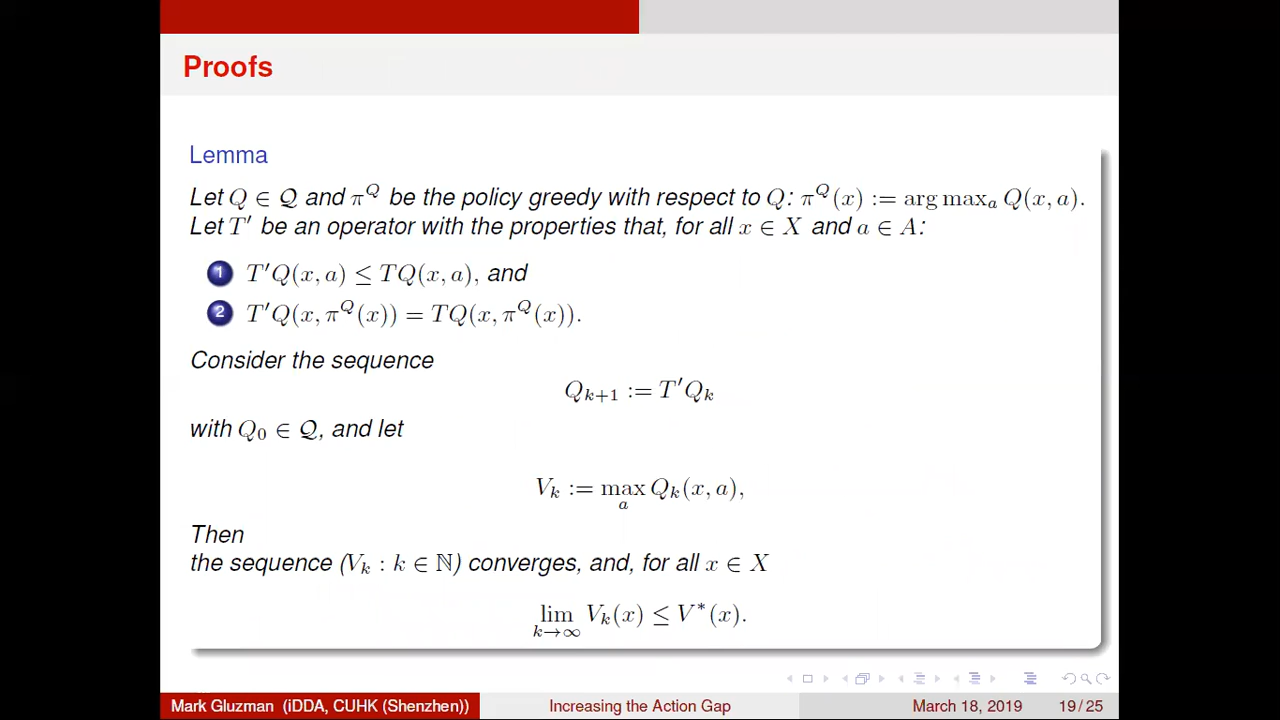 Proofs
Lemma
Let Q ∈ 𝒬 and π^Q be the policy greedy with respect to Q: π^Q(x) := arg max_a Q(x, a).
Let T′ be an operator with the properties that, for all x ∈ X and a ∈ A:
1 T′Q(x, a) ≤ TQ(x, a), and
2 T′Q(x, π^Q(x)) = TQ(x, π^Q(x)).
Consider the sequence
Q_{k+1} := T′Q_k
with Q_0 ∈ 𝒬, and let
V_k := max_a Q_k(x, a),
Then
the sequence (V_k : k ∈ ℕ) converges, and, for all x ∈ X
lim_{k→∞} V_k(x) ≤ V*(x).
Mark Gluzman (iDDA, CUHK (Shenzhen)) Increasing the Action Gap March 18, 2019 19 / 25